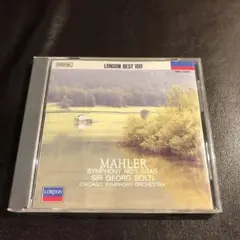 LONDON BEST 100
MAHLER
SYMPHONY NO.1 "TITAN"
SIR GEORG SOLTI
CHICAGO SYMPHONY ORCHESTRA
LONDON